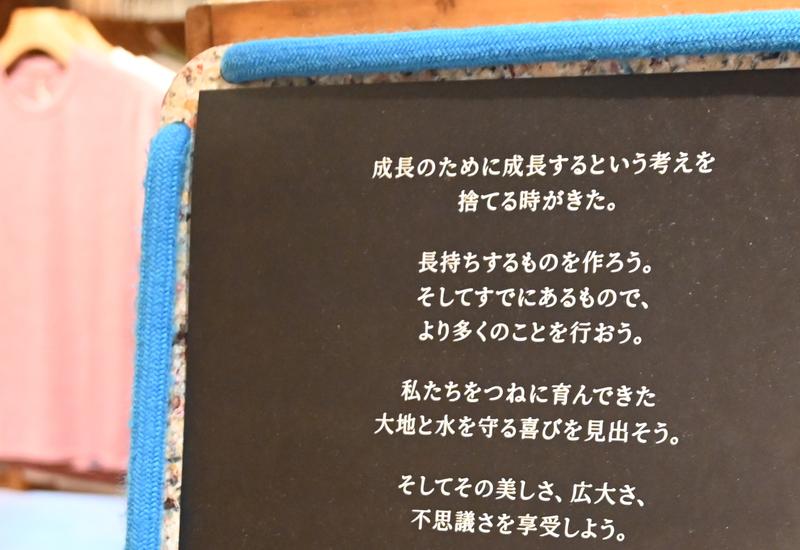 成長のために成長するという考えを
捨てる時がきた。
長持ちするものを作ろう。
そしてすでにあるもので、
より多くのことを行おう。
私たちをつねに育んできた
大地と水を守る喜びを見出そう。
そしてその美しさ、広大さ、
不思議さを享受しよう。